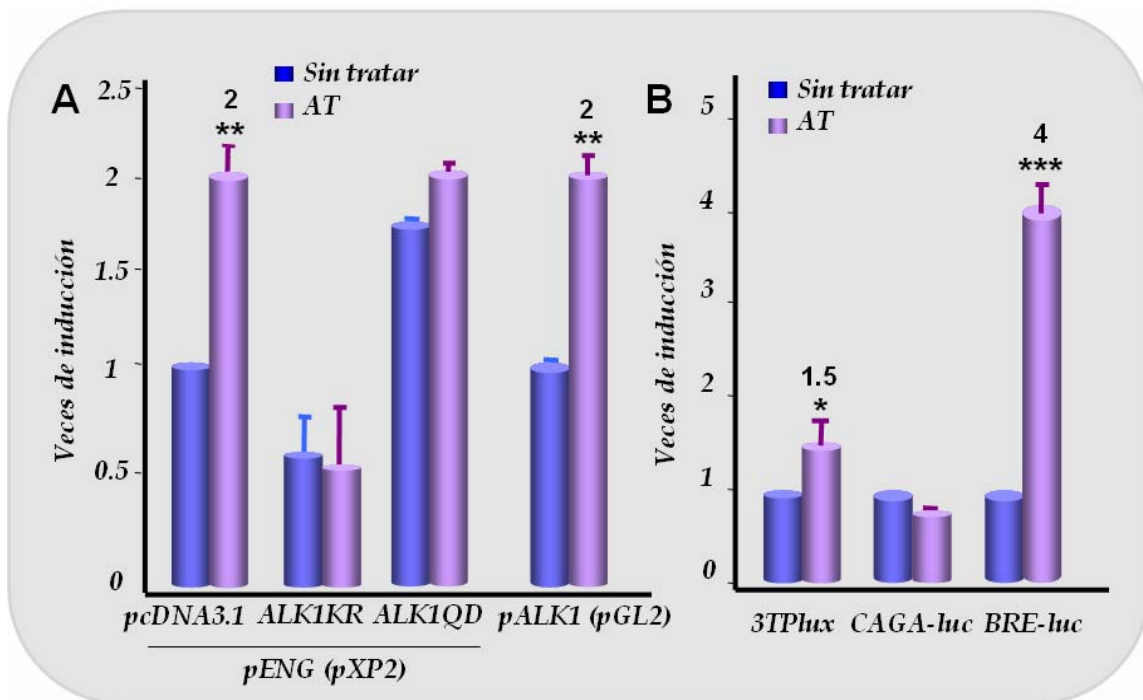 A
Sin tratar
AT
2.5
2
1.5
1
0.5
0
Veces de inducción
2
**
2
**
pcDNA3.1 ALK1KR ALK1QD pALK1 (pGL2)
pENG (pXP2)
B
Sin tratar
AT
5
4
3
2
1
0
Veces de inducción
1.5
*
4
***
3TPlux CAGA-luc BRE-luc